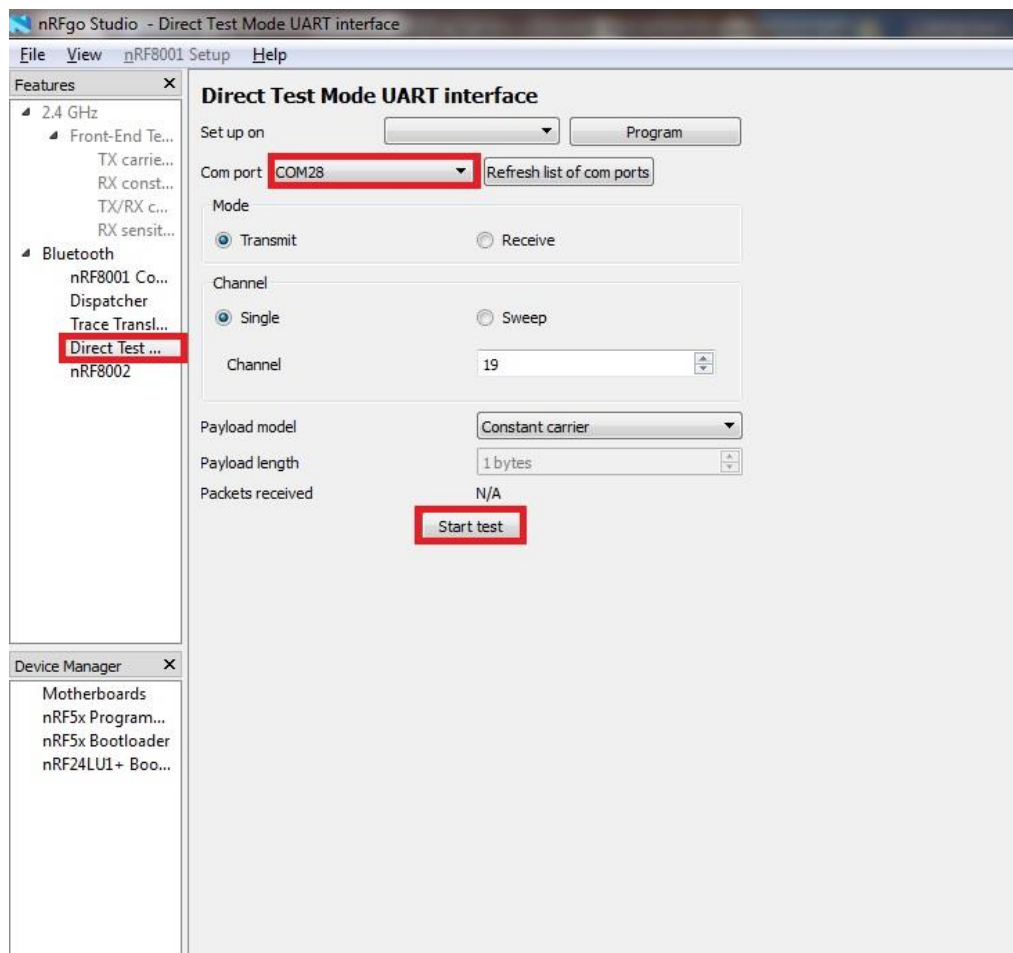 nRFgo Studio - Direct Test Mode UART interface
File View nRF8001 Setup Help
Features
2.4 GHz
Front-End Te...
TX carrie...
RX const...
TX/RX c...
RX sensit...
Bluetooth
nRF8001 Co...
Dispatcher
Trace Transl...
Direct Test ...
nRF8002
Device Manager
Motherboards
nRF5x Program...
nRF5x Bootloader
nRF24LU1+ Boo...
Direct Test Mode UART interface
Set up on Program
Com port COM28 Refresh list of com ports
Mode
Transmit Receive
Channel
Single Sweep
Channel 19
Payload model Constant carrier
Payload length 1 bytes
Packets received N/A
Start test